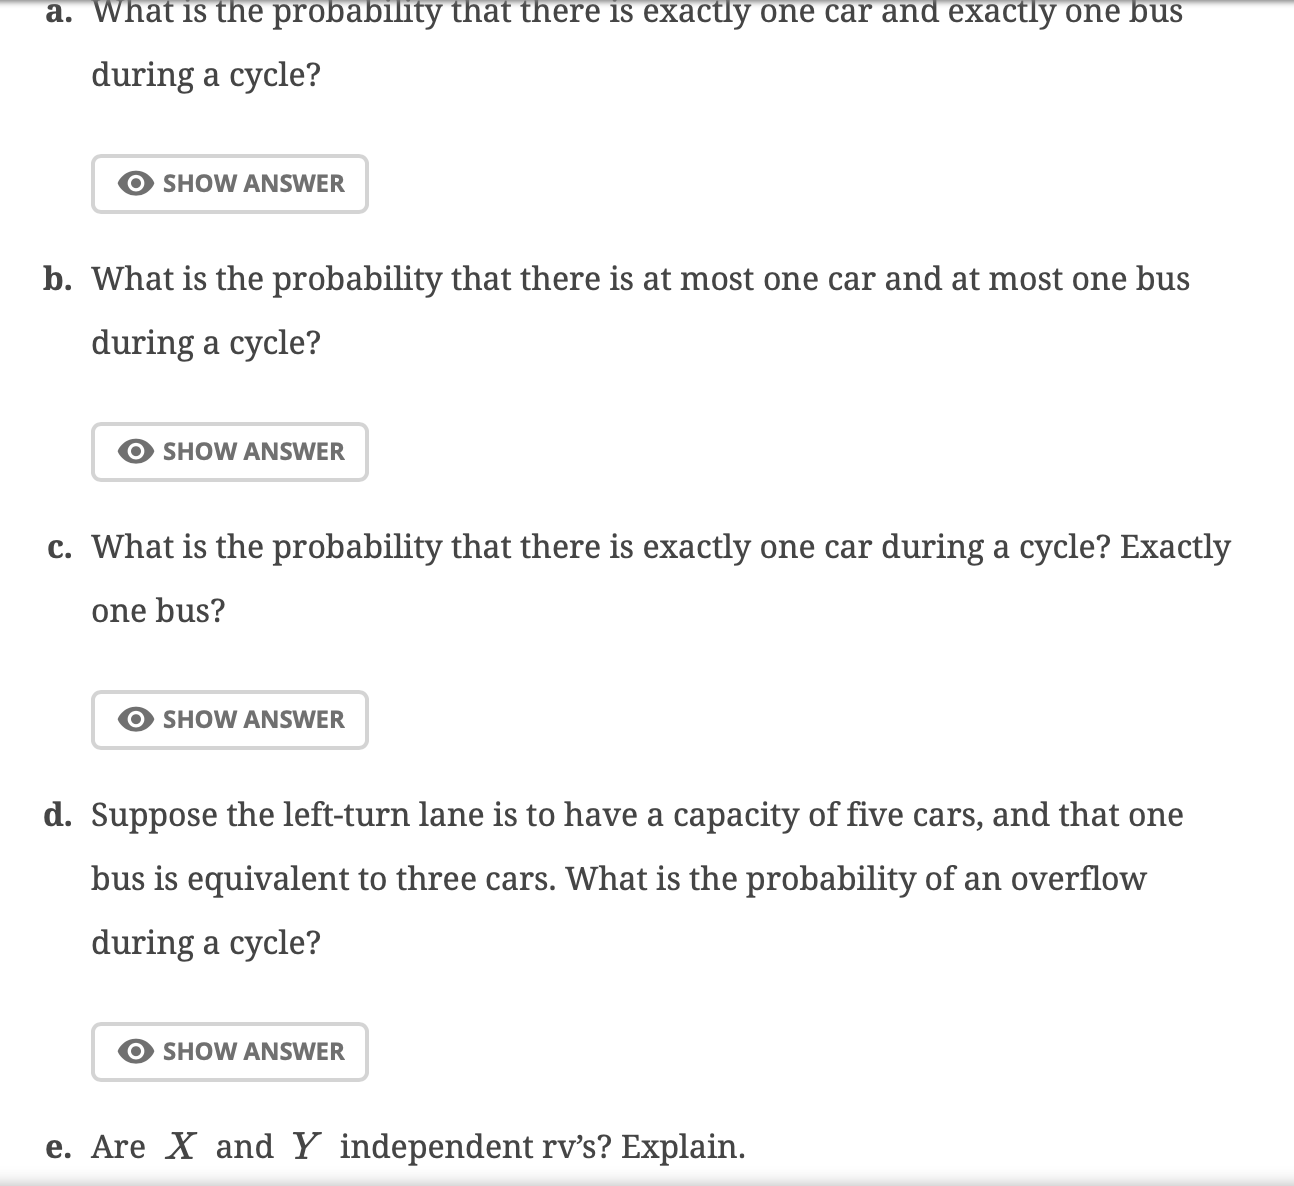 a. What is the probability that there is exactly one car and exactly one bus
during a cycle?
SHOW ANSWER
b. What is the probability that there is at most one car and at most one bus
during a cycle?
SHOW ANSWER
c. What is the probability that there is exactly one car during a cycle? Exactly
one bus?
SHOW ANSWER
d. Suppose the left-turn lane is to have a capacity of five cars, and that one
bus is equivalent to three cars. What is the probability of an overflow
during a cycle?
SHOW ANSWER
e. Are X and Y independent rv’s? Explain.